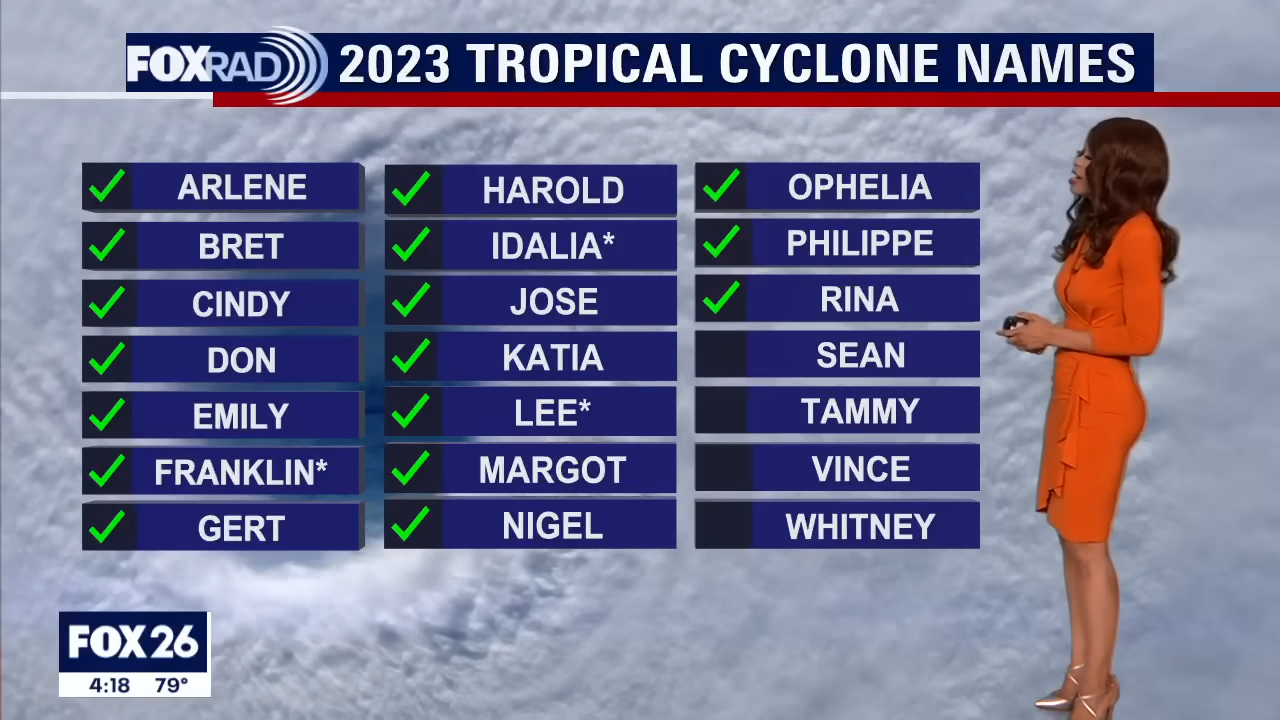 FOXRAD 2023 TROPICAL CYCLONE NAMES
ARLENE
BRET
CINDY
DON
EMILY
FRANKLIN*
GERT
HAROLD
IDALIA*
JOSE
KATIA
LEE*
MARGOT
NIGEL
OPHELIA
PHILIPPE
RINA
SEAN
TAMMY
VINCE
WHITNEY
FOX 26
4:18 79°